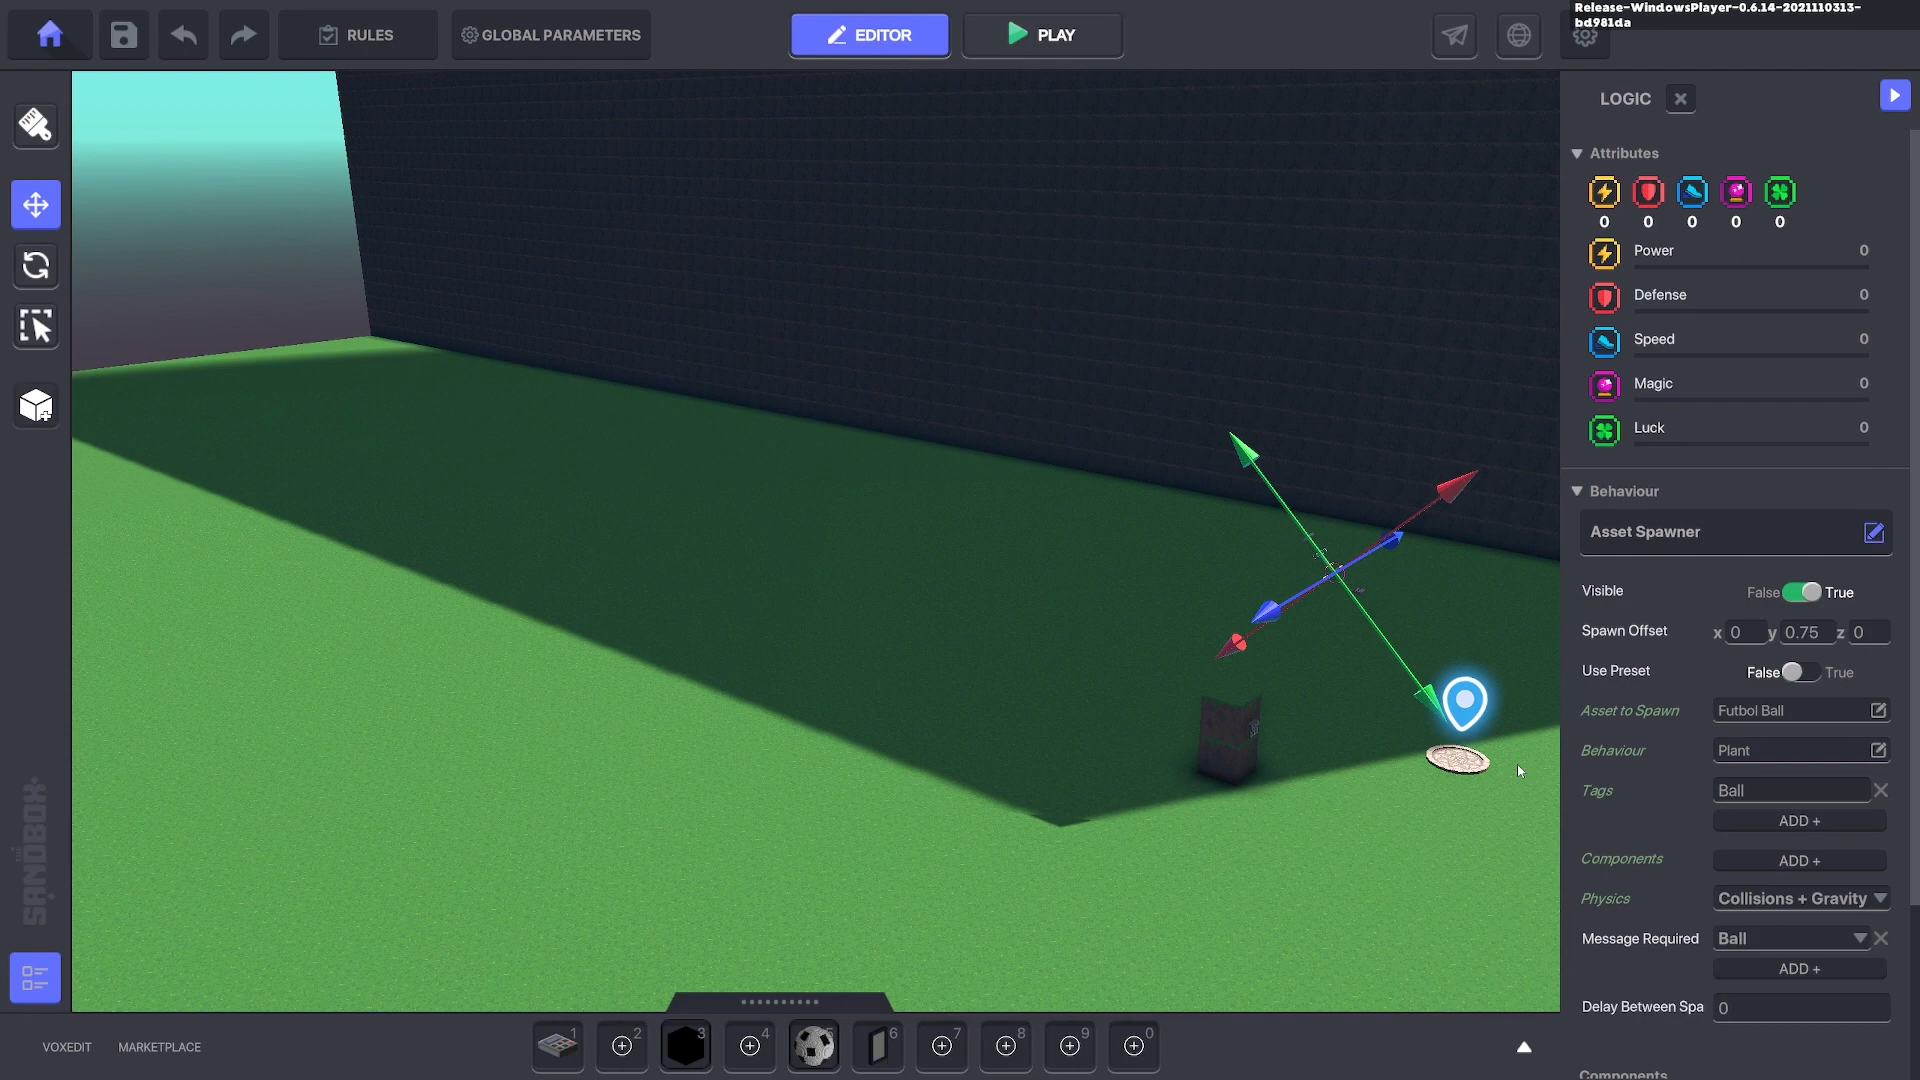 Release-WindowsPlayer-0.6.14-2021110313-
bd981da
RULES
GLOBAL PARAMETERS
EDITOR
PLAY
LOGIC
Attributes
0 0 0 0 0
Power 0
Defense 0
Speed 0
Magic 0
Luck 0
Behaviour
Asset Spawner
Visible False True
Spawn Offset x 0 y 0.75 z 0
Use Preset False True
Asset to Spawn Futbol Ball
Behaviour Plant
Tags Ball
ADD +
Components ADD +
Physics Collisions + Gravity
Message Required Ball
ADD +
Delay Between Spa 0
Components
THE SANDBOX
VOXEDIT MARKETPLACE
1 2 3 4 5 6 7 8 9 0